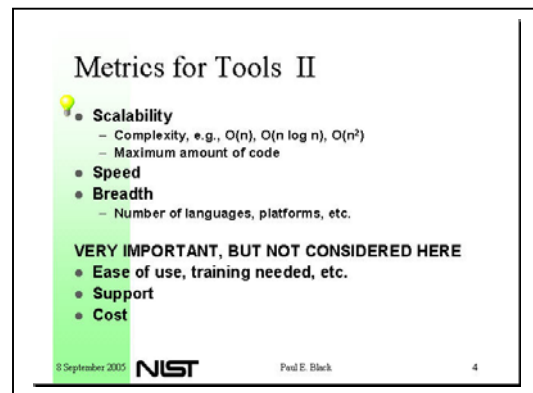 Metrics for Tools II
• Scalability
– Complexity, e.g., O(n), O(n log n), O(n²)
– Maximum amount of code
• Speed
• Breadth
– Number of languages, platforms, etc.
VERY IMPORTANT, BUT NOT CONSIDERED HERE
• Ease of use, training needed, etc.
• Support
• Cost
8 September 2005 NIST Paul E. Black 4